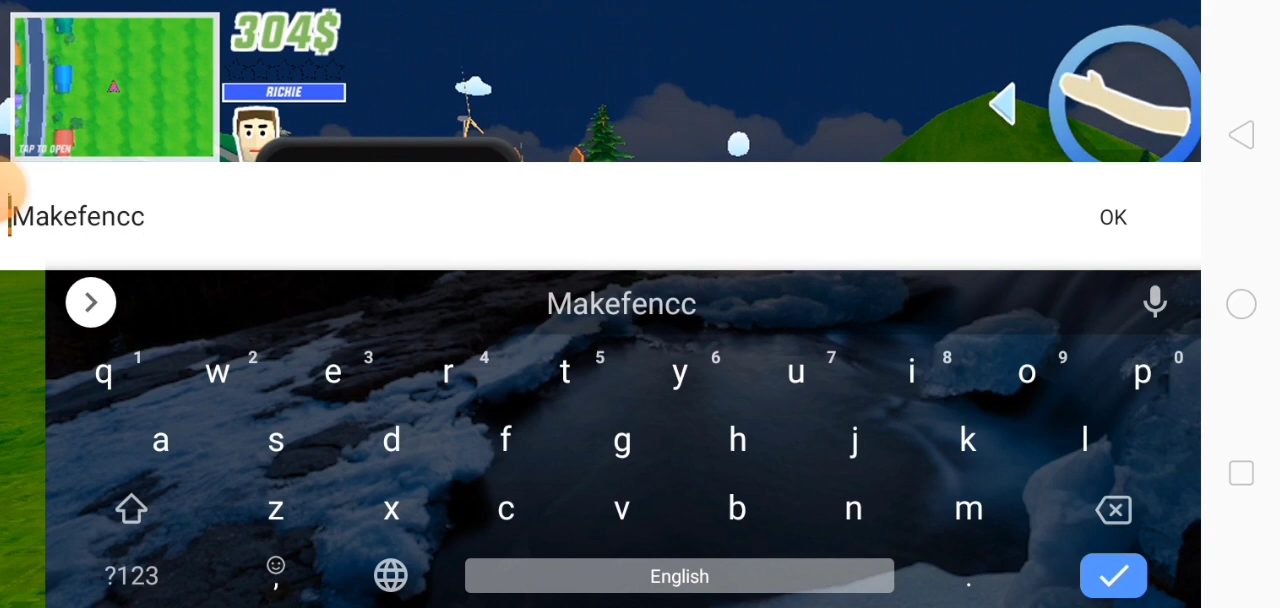 304$
RICHIE
TAP TO OPEN
Makefencc
OK
Makefencc
q 1 w 2 e 3 r 4 t 5 y 6 u 7 i 8 o 9 p 0
a s d f g h j k l
z x c v b n m
?123 , English .